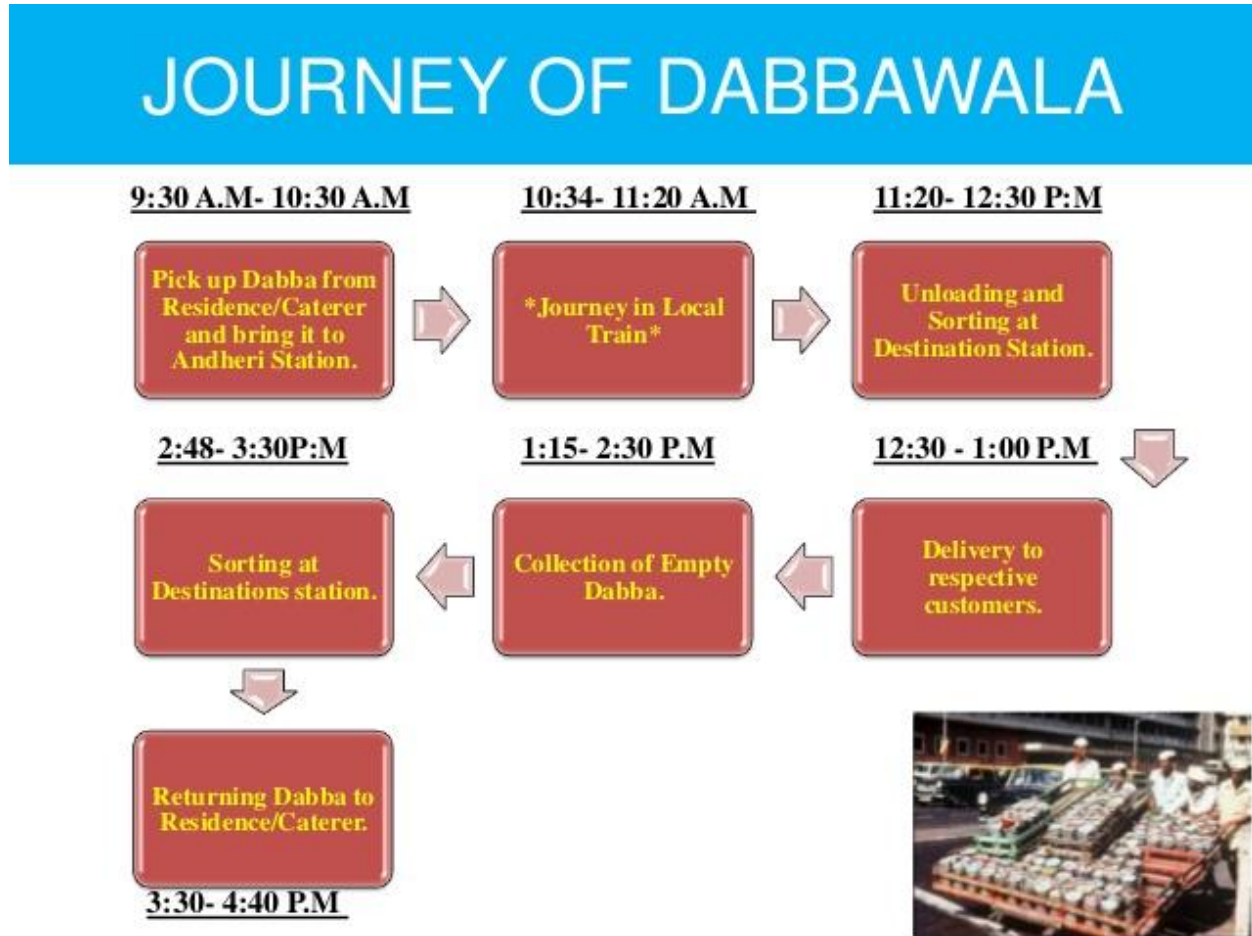 JOURNEY OF DABBAWALA
9:30 A.M- 10:30 A.M
Pick up Dabba from
Residence/Caterer
and bring it to
Andheri Station.
10:34- 11:20 A.M
*Journey in Local
Train*
11:20- 12:30 P:M
Unloading and
Sorting at
Destination Station.
12:30 - 1:00 P.M
Delivery to
respective
customers.
1:15- 2:30 P.M
Collection of Empty
Dabba.
2:48- 3:30P:M
Sorting at
Destinations station.
Returning Dabba to
Residence/Caterer.
3:30- 4:40 P.M